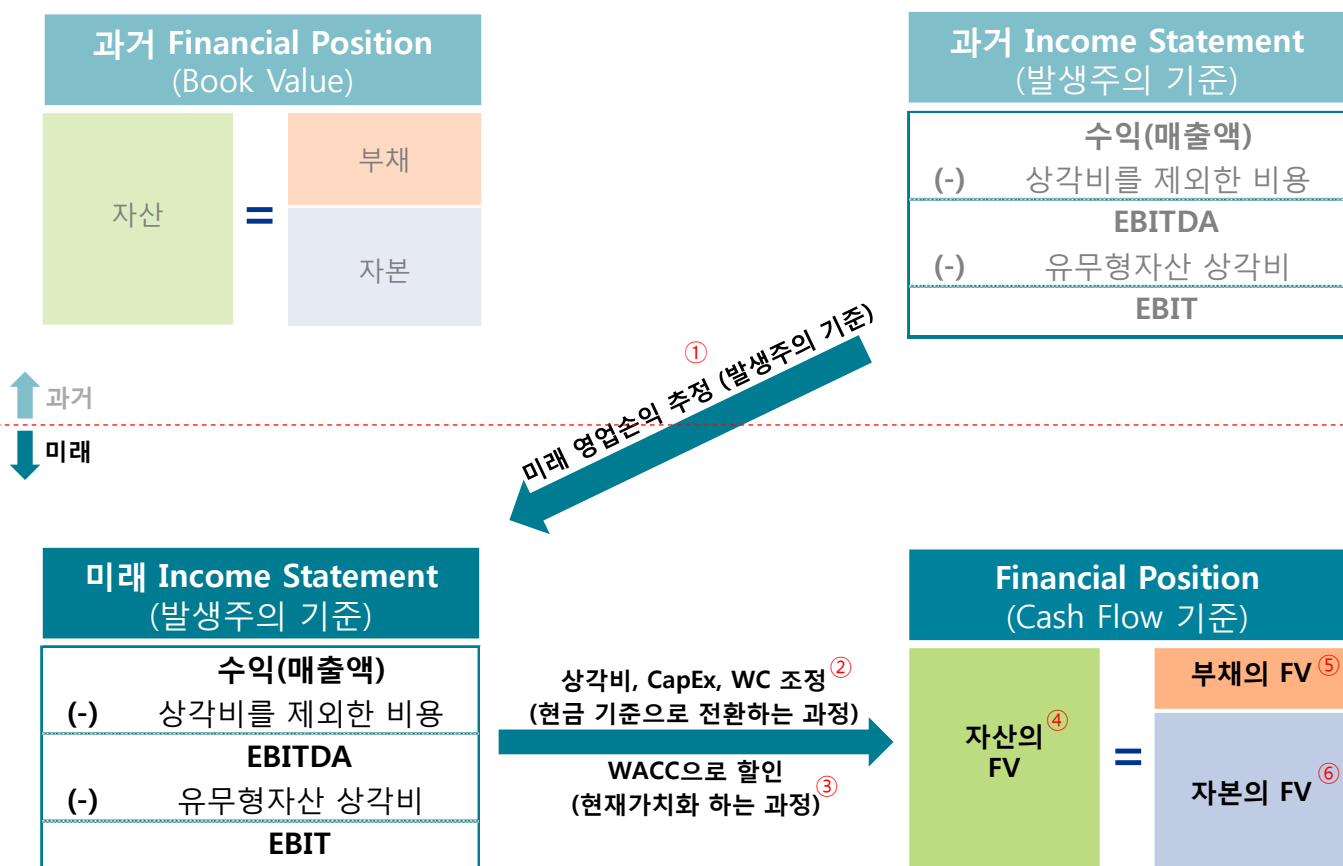 과거 Financial Position
(Book Value)
자산
=
부채
자본
과거 Income Statement
(발생주의 기준)
수익(매출액)
(-) 상각비를 제외한 비용
EBITDA
(-) 유무형자산 상각비
EBIT
①
미래 영업손익 추정 (발생주의 기준)
과거
미래
미래 Income Statement
(발생주의 기준)
수익(매출액)
(-) 상각비를 제외한 비용
EBITDA
(-) 유무형자산 상각비
EBIT
상각비, CapEx, WC 조정②
(현금 기준으로 전환하는 과정)
WACC으로 할인
(현재가치화 하는 과정)③
Financial Position
(Cash Flow 기준)
자산의④
FV
=
부채의 FV⑤
자본의 FV⑥